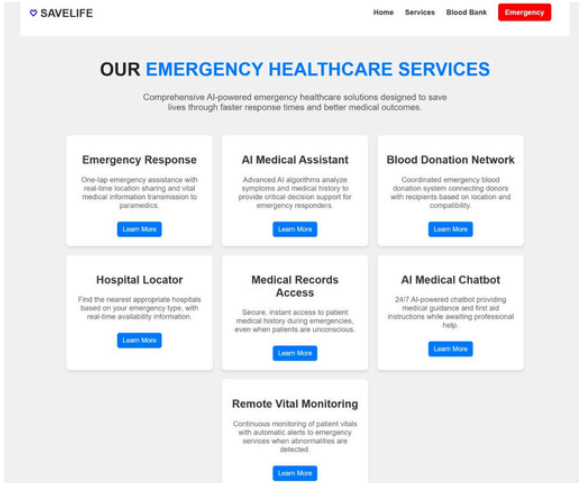 SAVELIFE
Home Services Blood Bank Emergency
OUR EMERGENCY HEALTHCARE SERVICES
Comprehensive AI-powered emergency healthcare solutions designed to save
lives through faster response times and better medical outcomes.
Emergency Response
One-tap emergency assistance with
real-time location sharing and vital
medical information transmission to
paramedics.
Learn More
AI Medical Assistant
Advanced AI algorithms analyze
symptoms and medical history to
provide critical decision support for
emergency responders.
Learn More
Blood Donation Network
Coordinated emergency blood
donation system connecting donors
with recipients based on location and
compatibility.
Learn More
Hospital Locator
Find the nearest appropriate hospitals
based on your emergency type, with
real-time availability information.
Learn More
Medical Records
Access
Secure, instant access to patient
medical history during emergencies,
even when patients are unconscious.
Learn More
AI Medical Chatbot
24/7 AI-powered chatbot providing
medical guidance and first aid
instructions while awaiting professional
help.
Learn More
Remote Vital Monitoring
Continuous monitoring of patient vitals
with automatic alerts to emergency
services when abnormalities are
detected.
Learn More